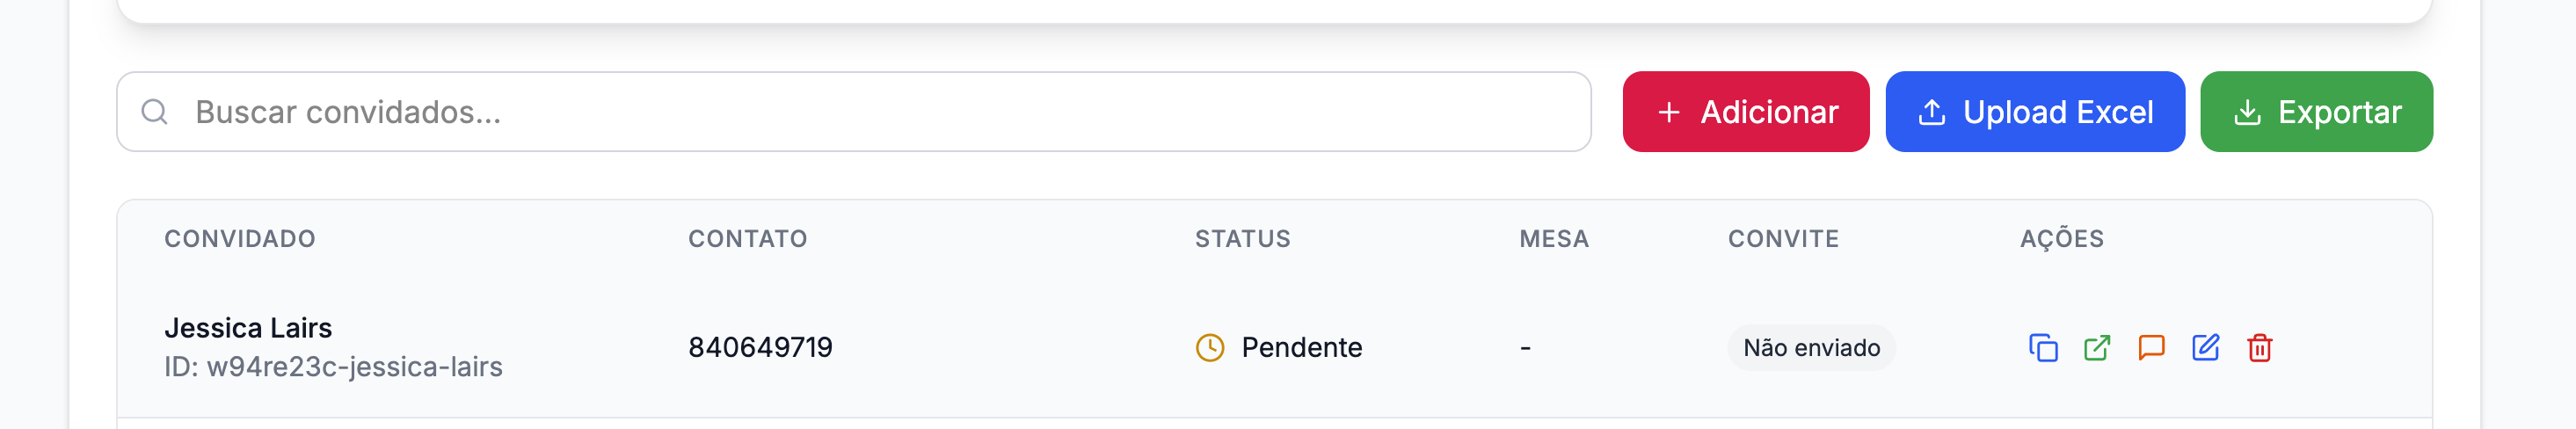 Buscar convidados...
Adicionar
Upload Excel
Exportar
CONVIDADO CONTATO STATUS MESA CONVITE AÇÕES
Jessica Lairs
ID: w94re23c-jessica-lairs
840649719
Pendente
-
Não enviado